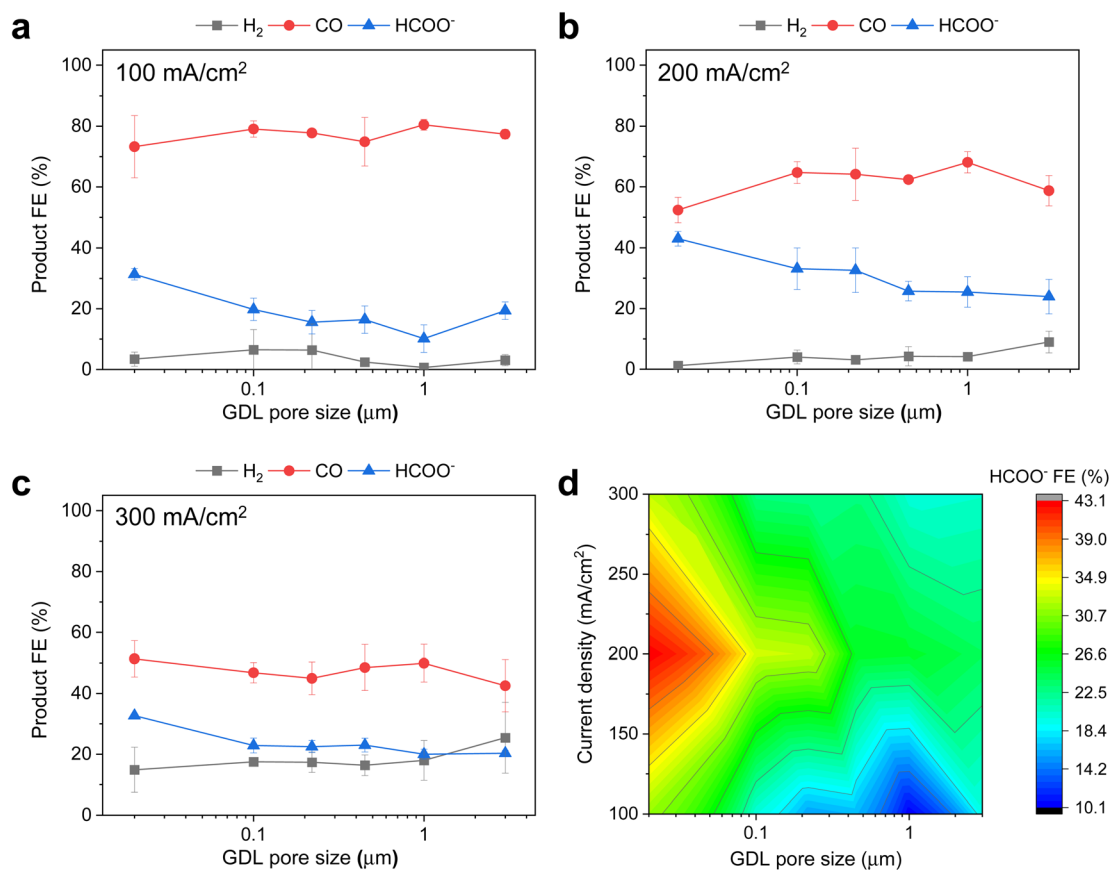 a
H₂ CO HCOO⁻
100 mA/cm²
Product FE (%)
100
80
60
40
20
0
0.1 1
GDL pore size (μm)
b
H₂ CO HCOO⁻
200 mA/cm²
Product FE (%)
100
80
60
40
20
0
0.1 1
GDL pore size (μm)
c
H₂ CO HCOO⁻
300 mA/cm²
Product FE (%)
100
80
60
40
20
0
0.1 1
GDL pore size (μm)
d
HCOO⁻ FE (%)
Current density (mA/cm²)
300
250
200
150
100
0.1 1
GDL pore size (μm)
43.1
39.0
34.9
30.7
26.6
22.5
18.4
14.2
10.1